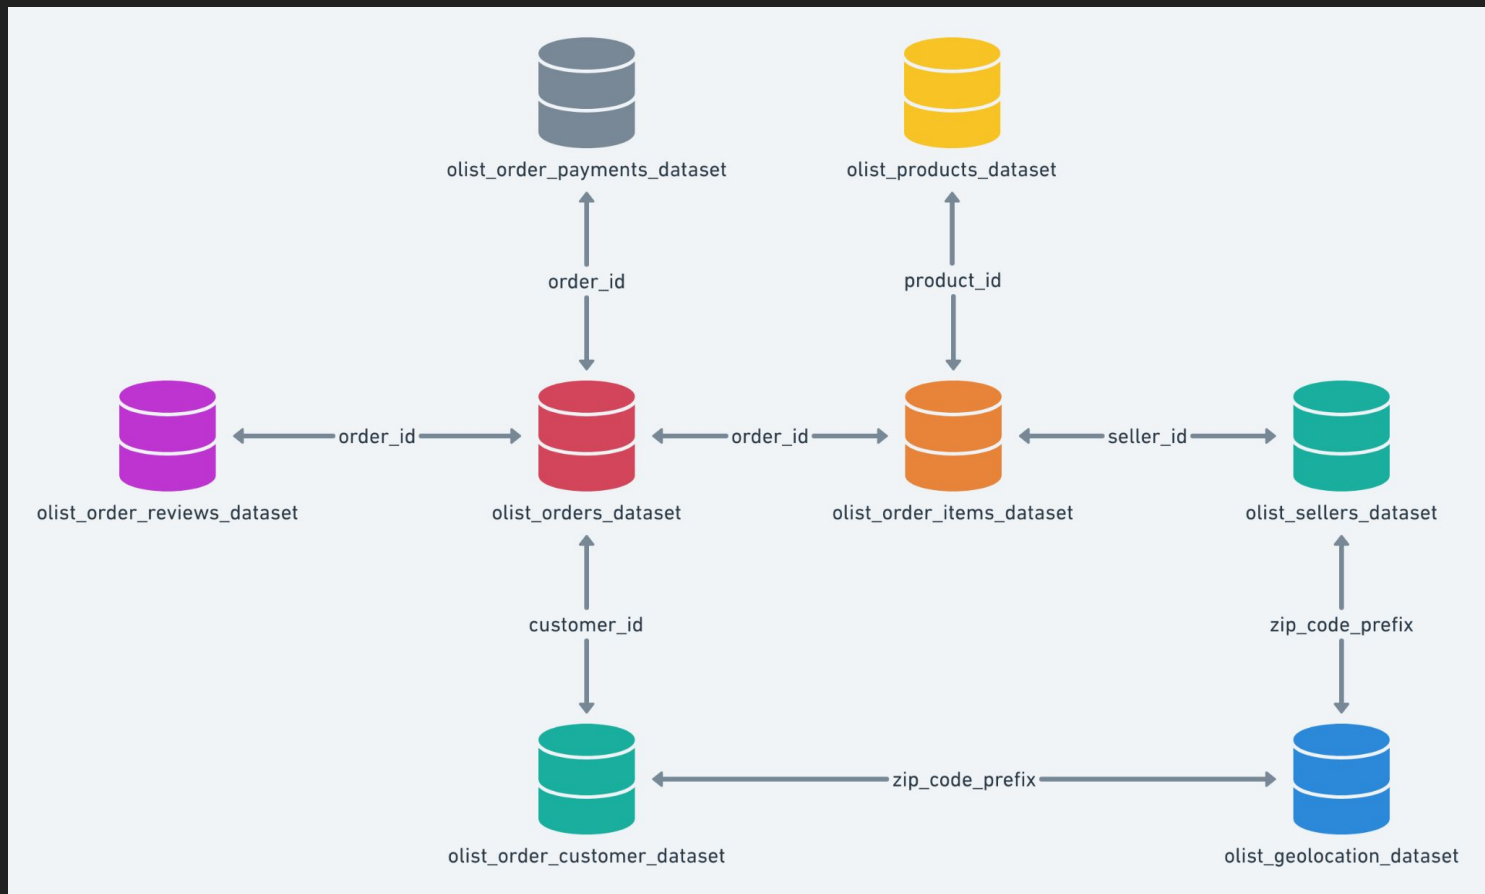 olist_order_payments_dataset
olist_products_dataset
order_id
product_id
order_id
order_id
seller_id
olist_order_reviews_dataset
olist_orders_dataset
olist_order_items_dataset
olist_sellers_dataset
customer_id
zip_code_prefix
zip_code_prefix
olist_order_customer_dataset
olist_geolocation_dataset